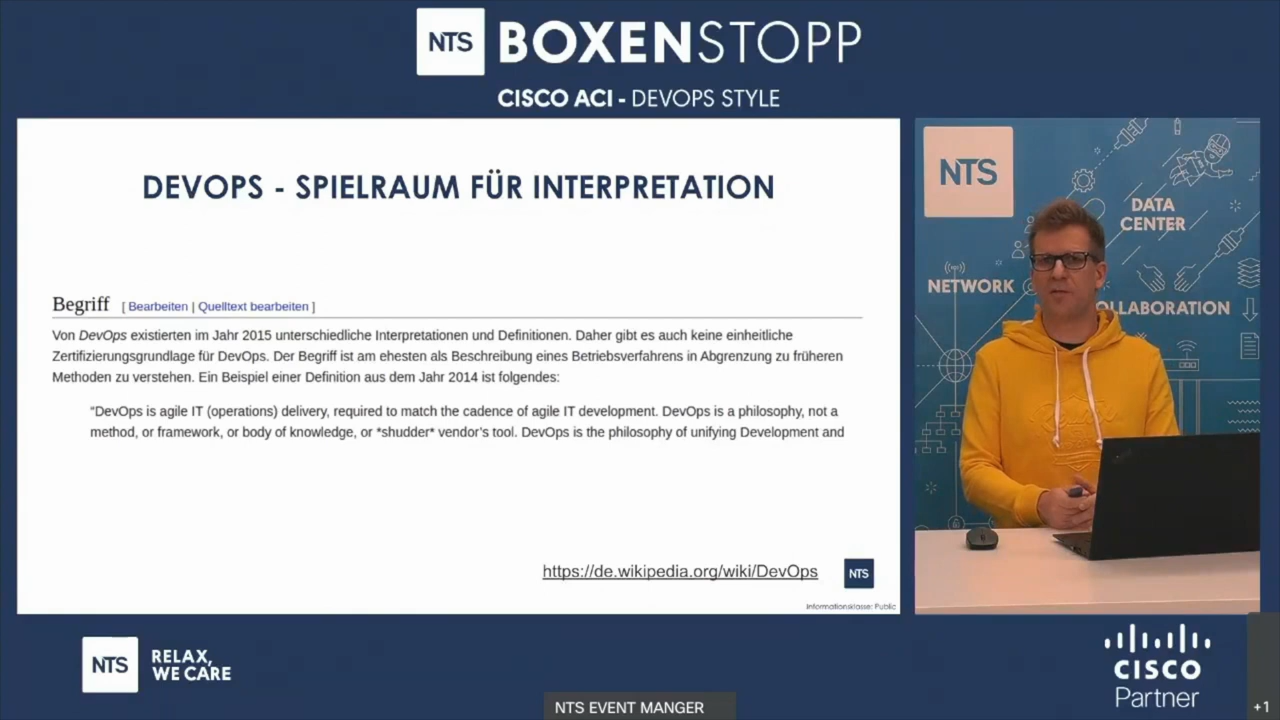 NTS BOXENSTOPP
CISCO ACI - DEVOPS STYLE
DEVOPS - SPIELRAUM FÜR INTERPRETATION
Begriff [ Bearbeiten | Quelltext bearbeiten ]
Von DevOps existierten im Jahr 2015 unterschiedliche Interpretationen und Definitionen. Daher gibt es auch keine einheitliche
Zertifizierungsgrundlage für DevOps. Der Begriff ist am ehesten als Beschreibung eines Betriebsverfahrens in Abgrenzung zu früheren
Methoden zu verstehen. Ein Beispiel einer Definition aus dem Jahr 2014 ist folgendes:
“DevOps is agile IT (operations) delivery, required to match the cadence of agile IT development. DevOps is a philosophy, not a
method, or framework, or body of knowledge, or *shudder* vendor’s tool. DevOps is the philosophy of unifying Development and
https://de.wikipedia.org/wiki/DevOps
NTS
Informationsklasse: Public
NTS
DATA
CENTER
NETWORK
OLLABORATION
NTS
RELAX,
WE CARE
CISCO
Partner
NTS EVENT MANGER
+1